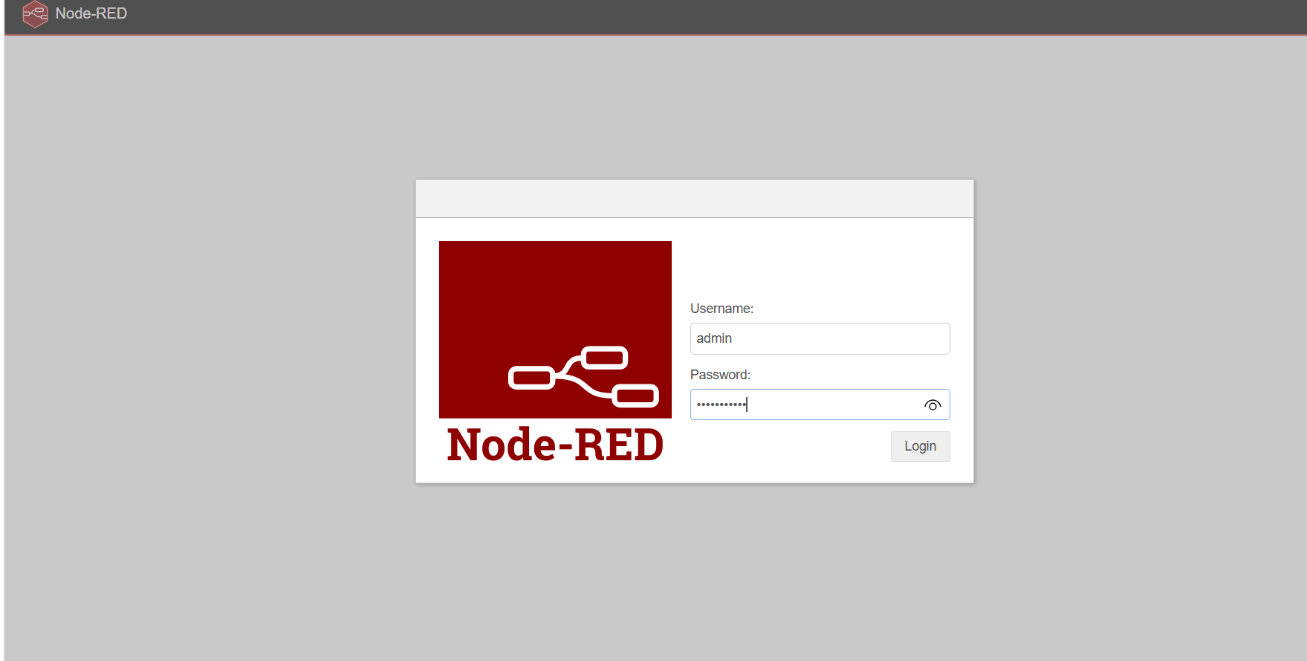 Node-RED
Username:
admin
Password:
•••••••••••
Node-RED
Login